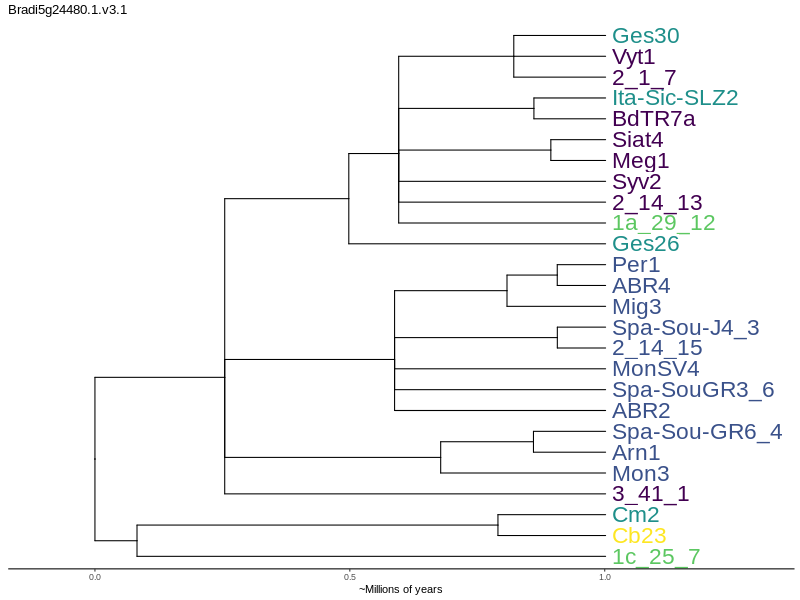 Bradi5g24480.1.v3.1
Ges30
Vyt1
2_1_7
Ita-Sic-SLZ2
BdTR7a
Siat4
Meg1
Syv2
2_14_13
1a_29_12
Ges26
Per1
ABR4
Mig3
Spa-Sou-J4_3
2_14_15
MonSV4
Spa-SouGR3_6
ABR2
Spa-Sou-GR6_4
Arn1
Mon3
3_41_1
Cm2
Cb23
1c_25_7
0.0 0.5 1.0
~Millions of years